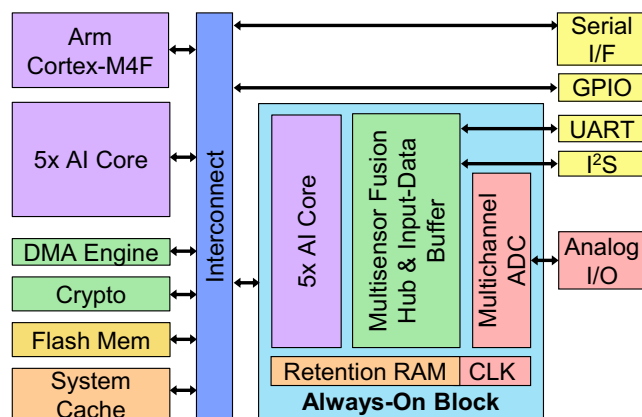 Arm
Cortex-M4F
5x AI Core
DMA Engine
Crypto
Flash Mem
System
Cache
Interconnect
5x AI Core
Multisensor Fusion
Hub & Input-Data
Buffer
Multichannel
ADC
Retention RAM
CLK
Always-On Block
Serial
I/F
GPIO
UART
I²S
Analog
I/O